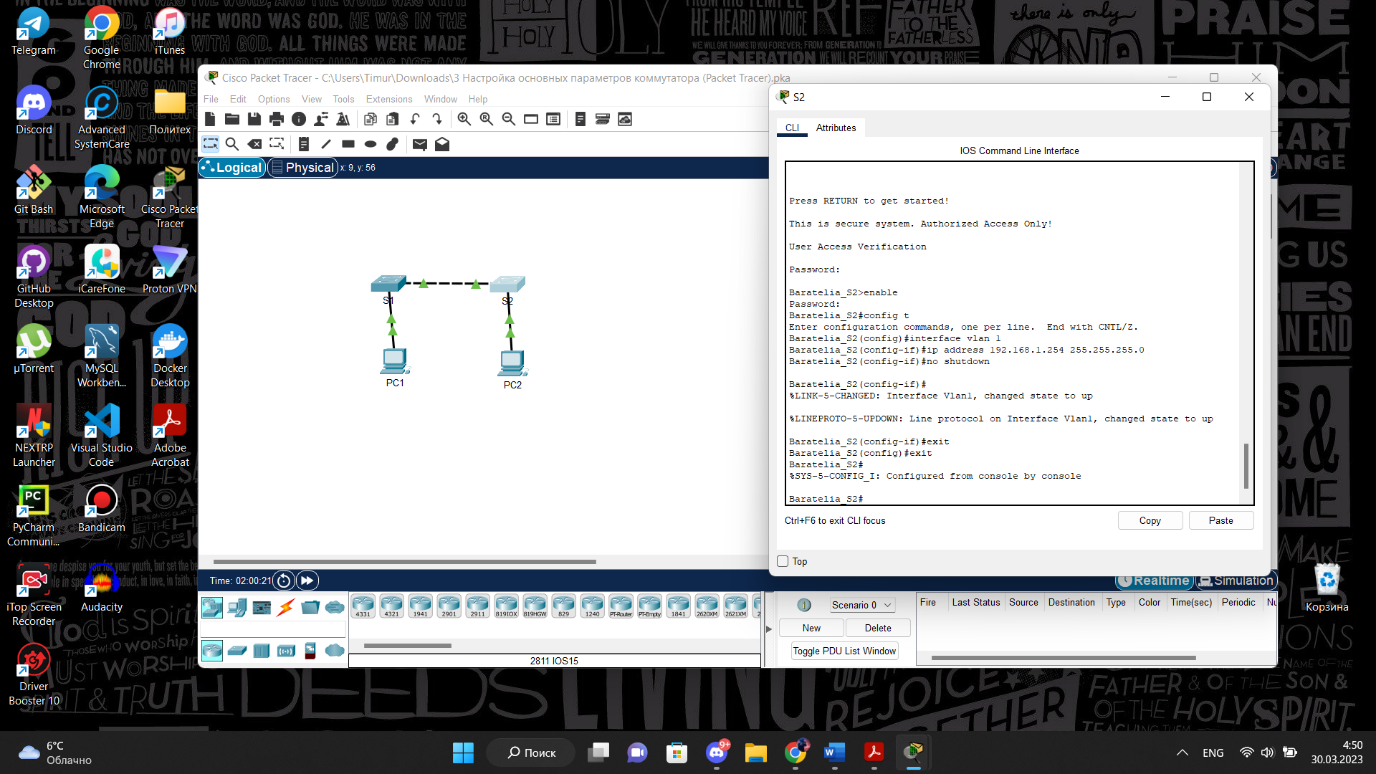 Telegram
Google
Chrome
iTunes
Discord
Advanced
SystemCare
Политех
Git Bash
Microsoft
Edge
Cisco Packet
Tracer
GitHub
Desktop
iCareFone
Proton VPN
µTorrent
MySQL
Workben...
Docker
Desktop
NEXTRP
Launcher
Visual Studio
Code
Adobe
Acrobat
PyCharm
Communi...
Bandicam
iTop Screen
Recorder
Audacity
Driver
Booster 10
Корзина
Cisco Packet Tracer - C:\Users\Timur\Downloads\3 Настройка основных параметров коммутатора (Packet Tracer).pka
File Edit Options View Tools Extensions Window Help
Logical Physical x: 9, y: 56
S1
S2
PC1
PC2
S2
CLI Attributes
IOS Command Line Interface
Press RETURN to get started!
This is secure system. Authorized Access Only!
User Access Verification
Password:
Baratelia_S2>enable
Password:
Baratelia_S2#config t
Enter configuration commands, one per line.  End with CNTL/Z.
Baratelia_S2(config)#interface vlan 1
Baratelia_S2(config-if)#ip address 192.168.1.254 255.255.255.0
Baratelia_S2(config-if)#no shutdown
Baratelia_S2(config-if)#
%LINK-5-CHANGED: Interface Vlan1, changed state to up
%LINEPROTO-5-UPDOWN: Line protocol on Interface Vlan1, changed state to up
Baratelia_S2(config-if)#exit
Baratelia_S2(config)#exit
Baratelia_S2#
%SYS-5-CONFIG_I: Configured from console by console
Baratelia_S2#
Ctrl+F6 to exit CLI focus
Copy Paste
Top
Time: 02:00:21
Realtime Simulation
4331 4321 1941 2901 2911 819IOX 819HGW 829 1240 PT-Router PT-Empty 1841 2620XM 2621XM
2811 IOS15
Scenario 0
New Delete
Toggle PDU List Window
Fire Last Status Source Destination Type Color Time(sec) Periodic Nu
6°C
Облачно
Поиск
9+
ENG
4:50
30.03.2023